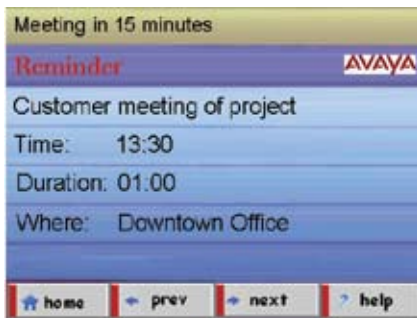 Meeting in 15 minutes
Reminder AVAYA
Customer meeting of project
Time: 13:30
Duration: 01:00
Where: Downtown Office
home prev next ? help